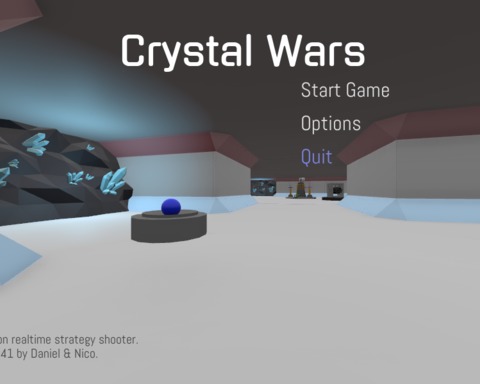 Crystal Wars
Start Game
Options
Quit
on realtime strategy shooter.
41 by Daniel & Nico.